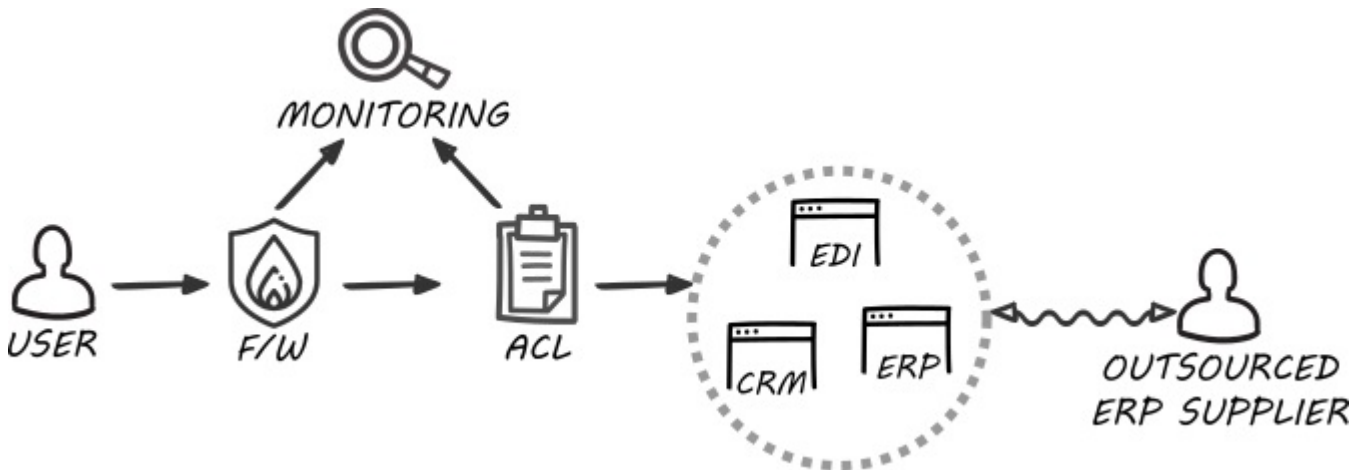 MONITORING
USER
F/W
ACL
EDI
CRM
ERP
OUTSOURCED
ERP SUPPLIER